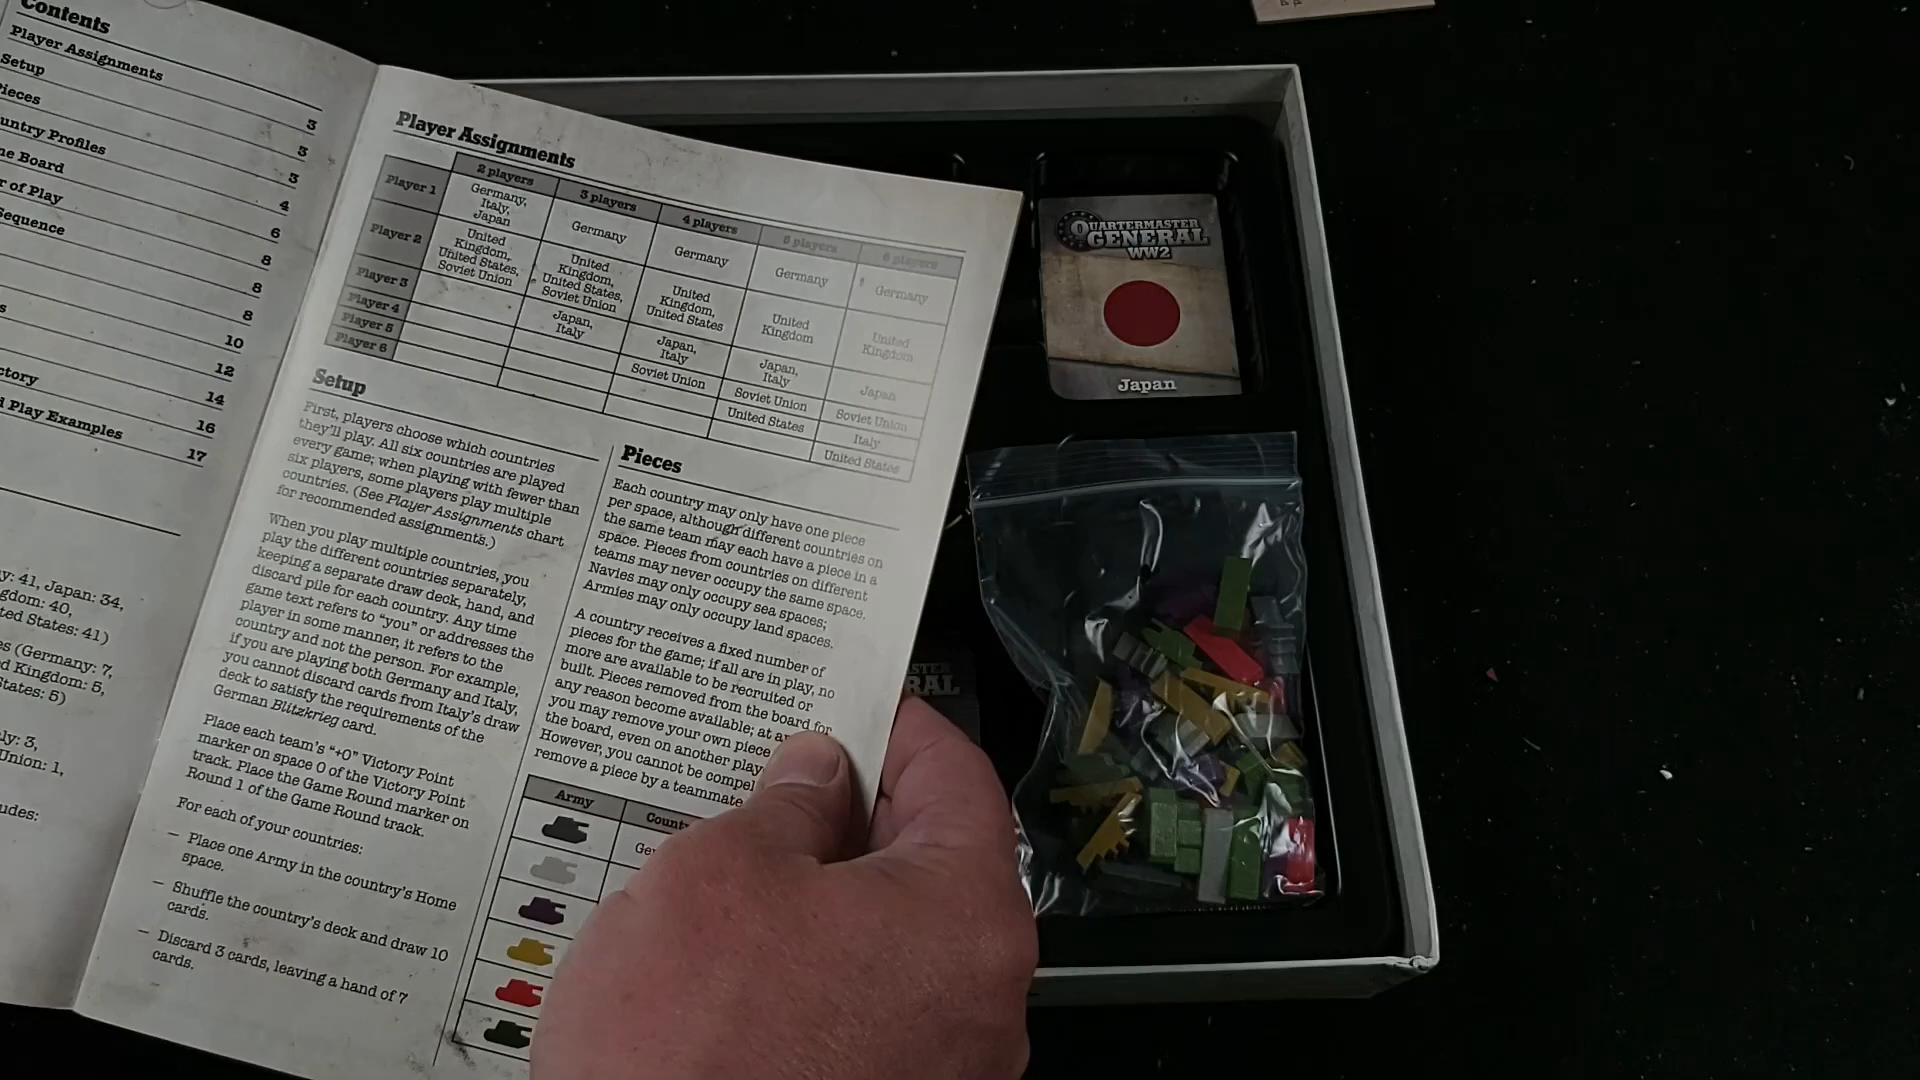 Contents
Player Assignments
3
Setup
3
Pieces
3
untry Profiles
4
ne Board
6
r of Play
8
Sequence
8
8
s
10
12
14
ctory
16
d Play Examples
17
y: 41, Japan: 34,
gdom: 40,
ted States: 41)
es (Germany: 7,
d Kingdom: 5,
States: 5)
ly: 3,
Union: 1,
udes:
Player Assignments
2 players
3 players
4 players
5 players
6 players
Player 1
Germany,
Italy,
Japan
Germany
Germany
Germany
Germany
Player 2
United
Kingdom,
United States,
Soviet Union
United
Kingdom,
United States,
Soviet Union
United
Kingdom,
United States
United
Kingdom
United
Kingdom
Player 3
Japan,
Italy
Japan,
Italy
Japan,
Italy
Japan
Player 4
Soviet Union
Soviet Union
Soviet Union
Player 5
United States
Italy
Player 6
United States
Setup
First, players choose which countries
they'll play. All six countries are played
every game; when playing with fewer than
six players, some players play multiple
countries. (See Player Assignments chart
for recommended assignments.)
When you play multiple countries, you
play the different countries separately,
keeping a separate draw deck, hand, and
discard pile for each country. Any time
game text refers to “you” or addresses the
player in some manner, it refers to the
country and not the person. For example,
if you are playing both Germany and Italy,
you cannot discard cards from Italy's draw
deck to satisfy the requirements of the
German Blitzkrieg card.
Place each team's “+0” Victory Point
marker on space 0 of the Victory Point
track. Place the Game Round marker on
Round 1 of the Game Round track.
For each of your countries:
– Place one Army in the country's Home
space.
– Shuffle the country's deck and draw 10
cards.
– Discard 3 cards, leaving a hand of 7
cards.
Pieces
Each country may only have one piece
per space, although different countries on
the same team may each have a piece in a
space. Pieces from countries on different
teams may never occupy the same space.
Navies may only occupy sea spaces;
Armies may only occupy land spaces.
A country receives a fixed number of
pieces for the game; if all are in play, no
more are available to be recruited or
built. Pieces removed from the board for
any reason become available; at a
you may remove your own piece
the board, even on another play
However, you cannot be compel
remove a piece by a teammate
Army
Countr
Ger
QUARTERMASTER
GENERAL
WW2
Japan
STER
RAL